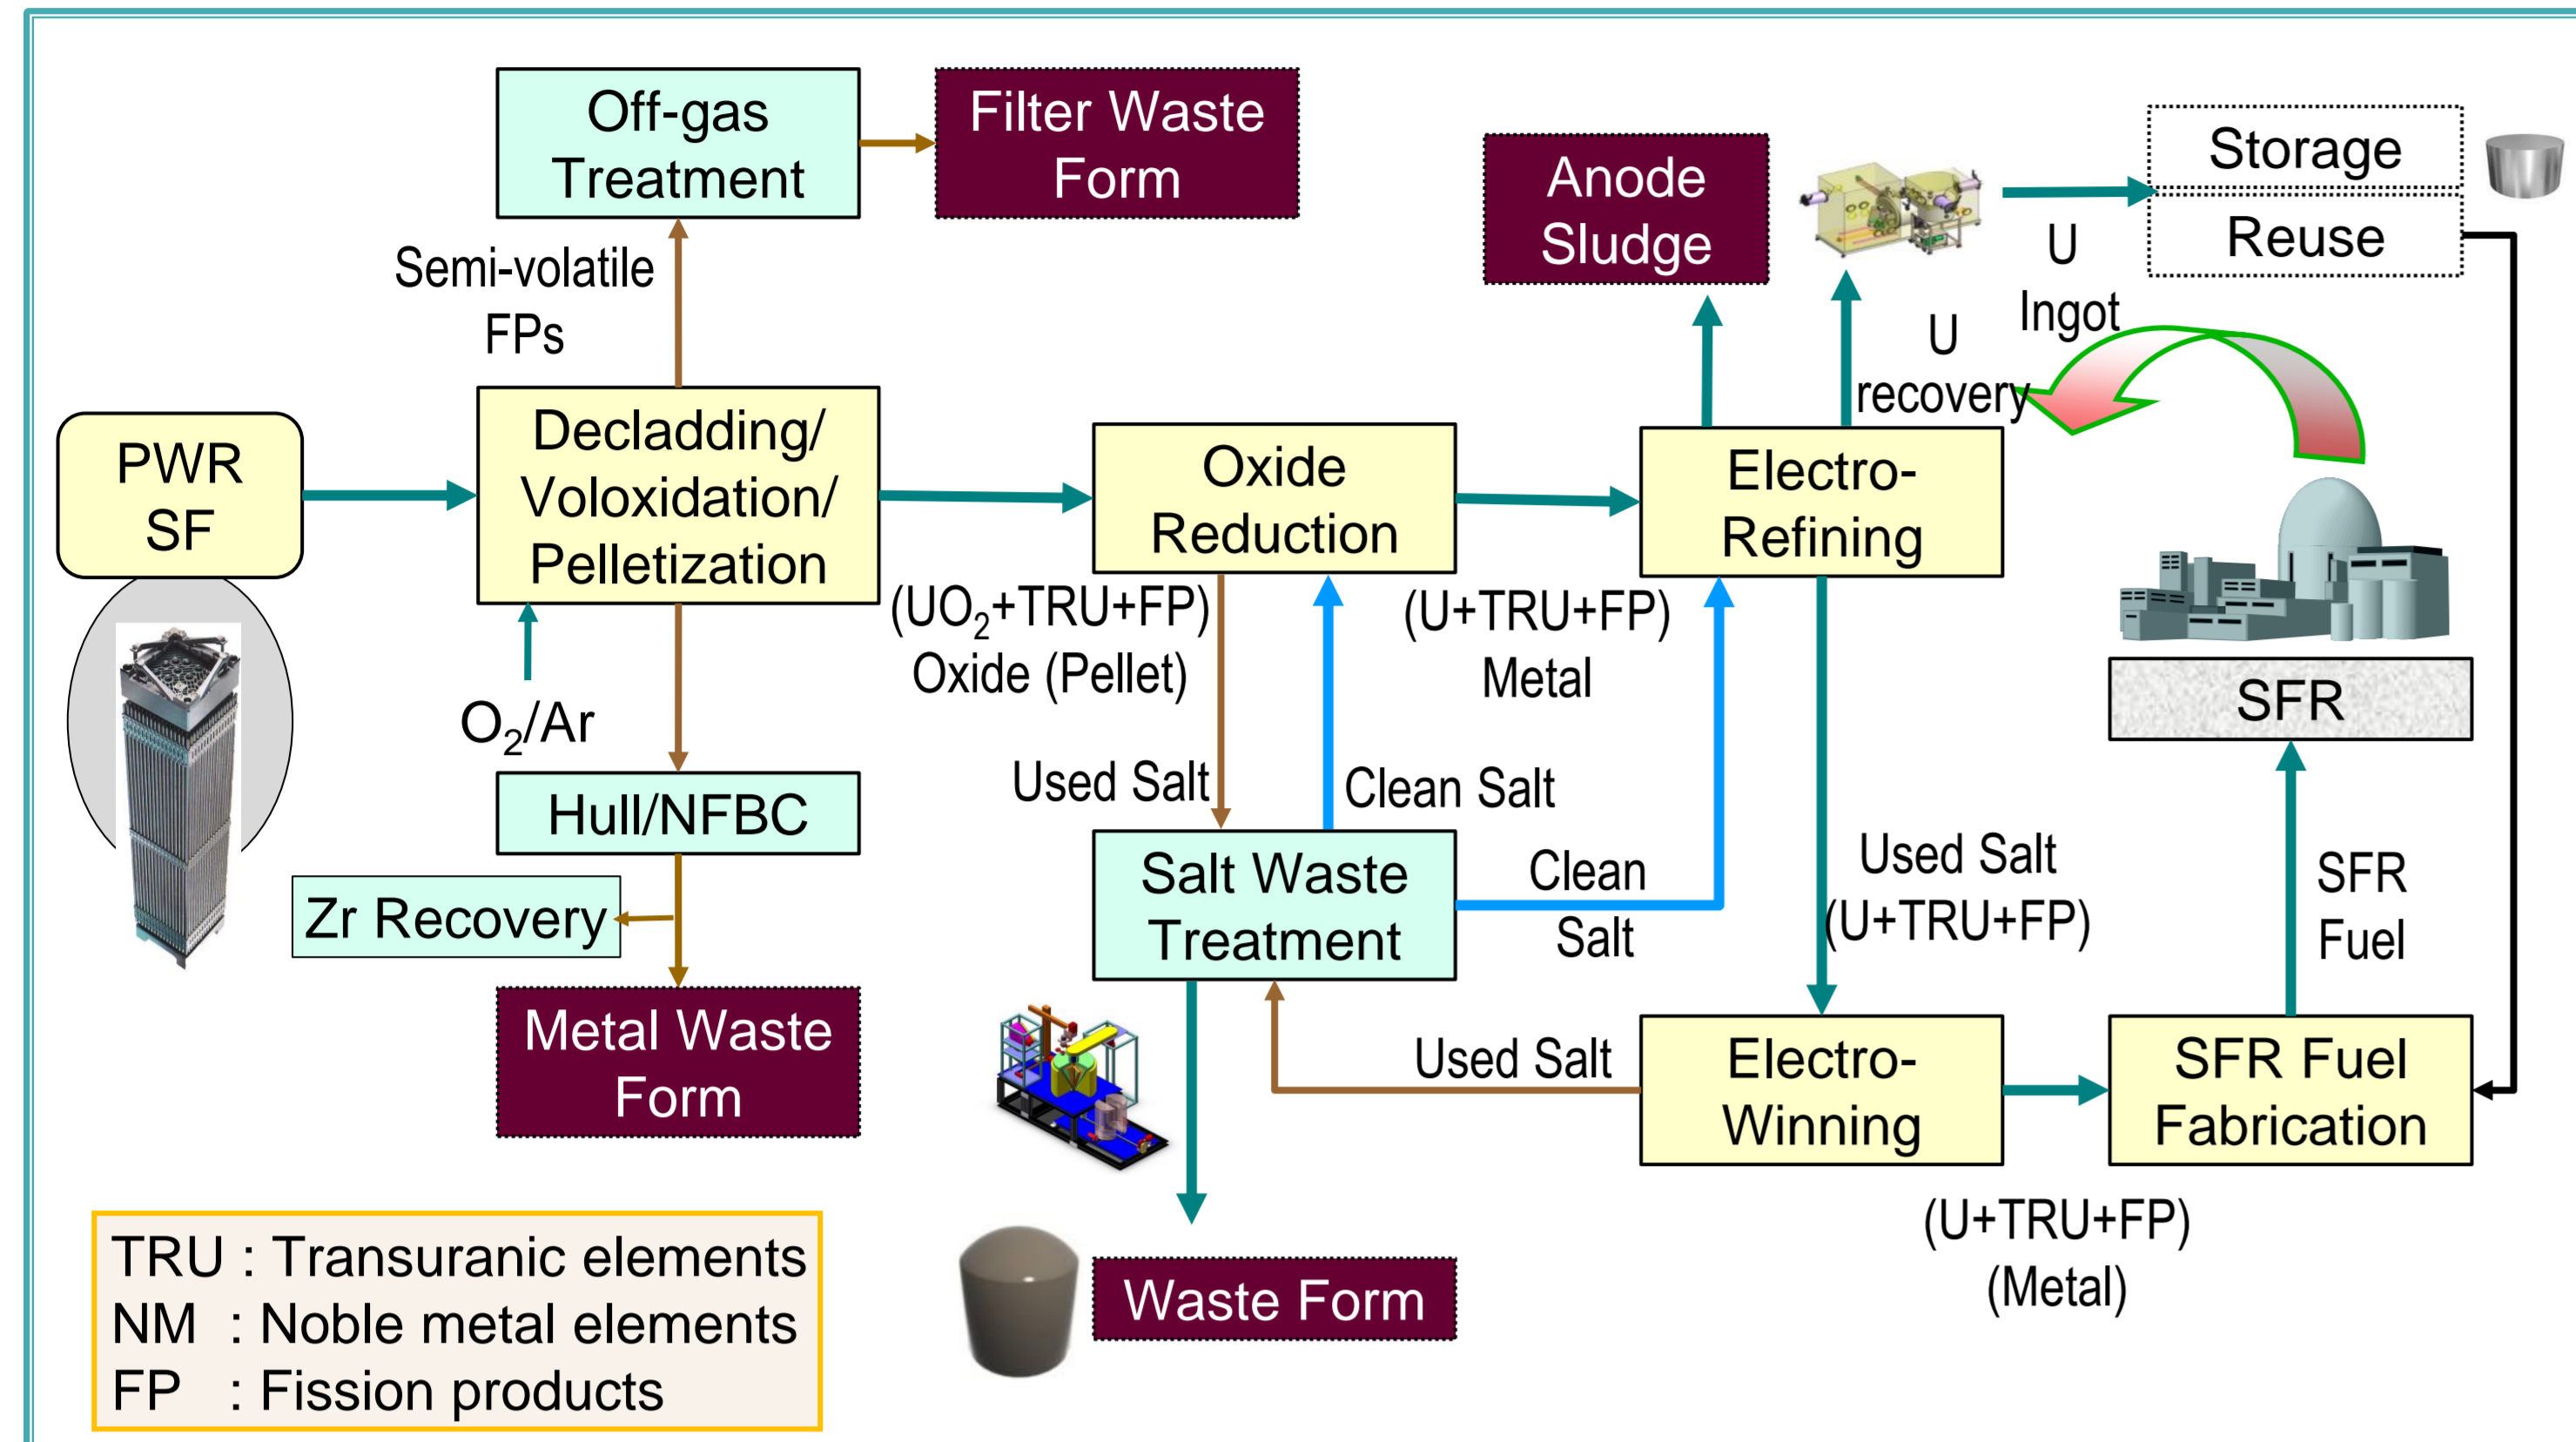 Off-gas
Treatment
Filter Waste
Form
Anode
Sludge
Storage
Reuse
U
Ingot
Semi-volatile
FPs
U
recovery
PWR
SF
Decladding/
Voloxidation/
Pelletization
Oxide
Reduction
Electro-
Refining
(UO₂+TRU+FP)
Oxide (Pellet)
(U+TRU+FP)
Metal
SFR
O₂/Ar
Hull/NFBC
Used Salt
Clean Salt
Zr Recovery
Salt Waste
Treatment
Clean
Salt
Used Salt
(U+TRU+FP)
SFR
Fuel
Metal Waste
Form
Used Salt
Electro-
Winning
SFR Fuel
Fabrication
(U+TRU+FP)
(Metal)
Waste Form
TRU : Transuranic elements
NM : Noble metal elements
FP : Fission products